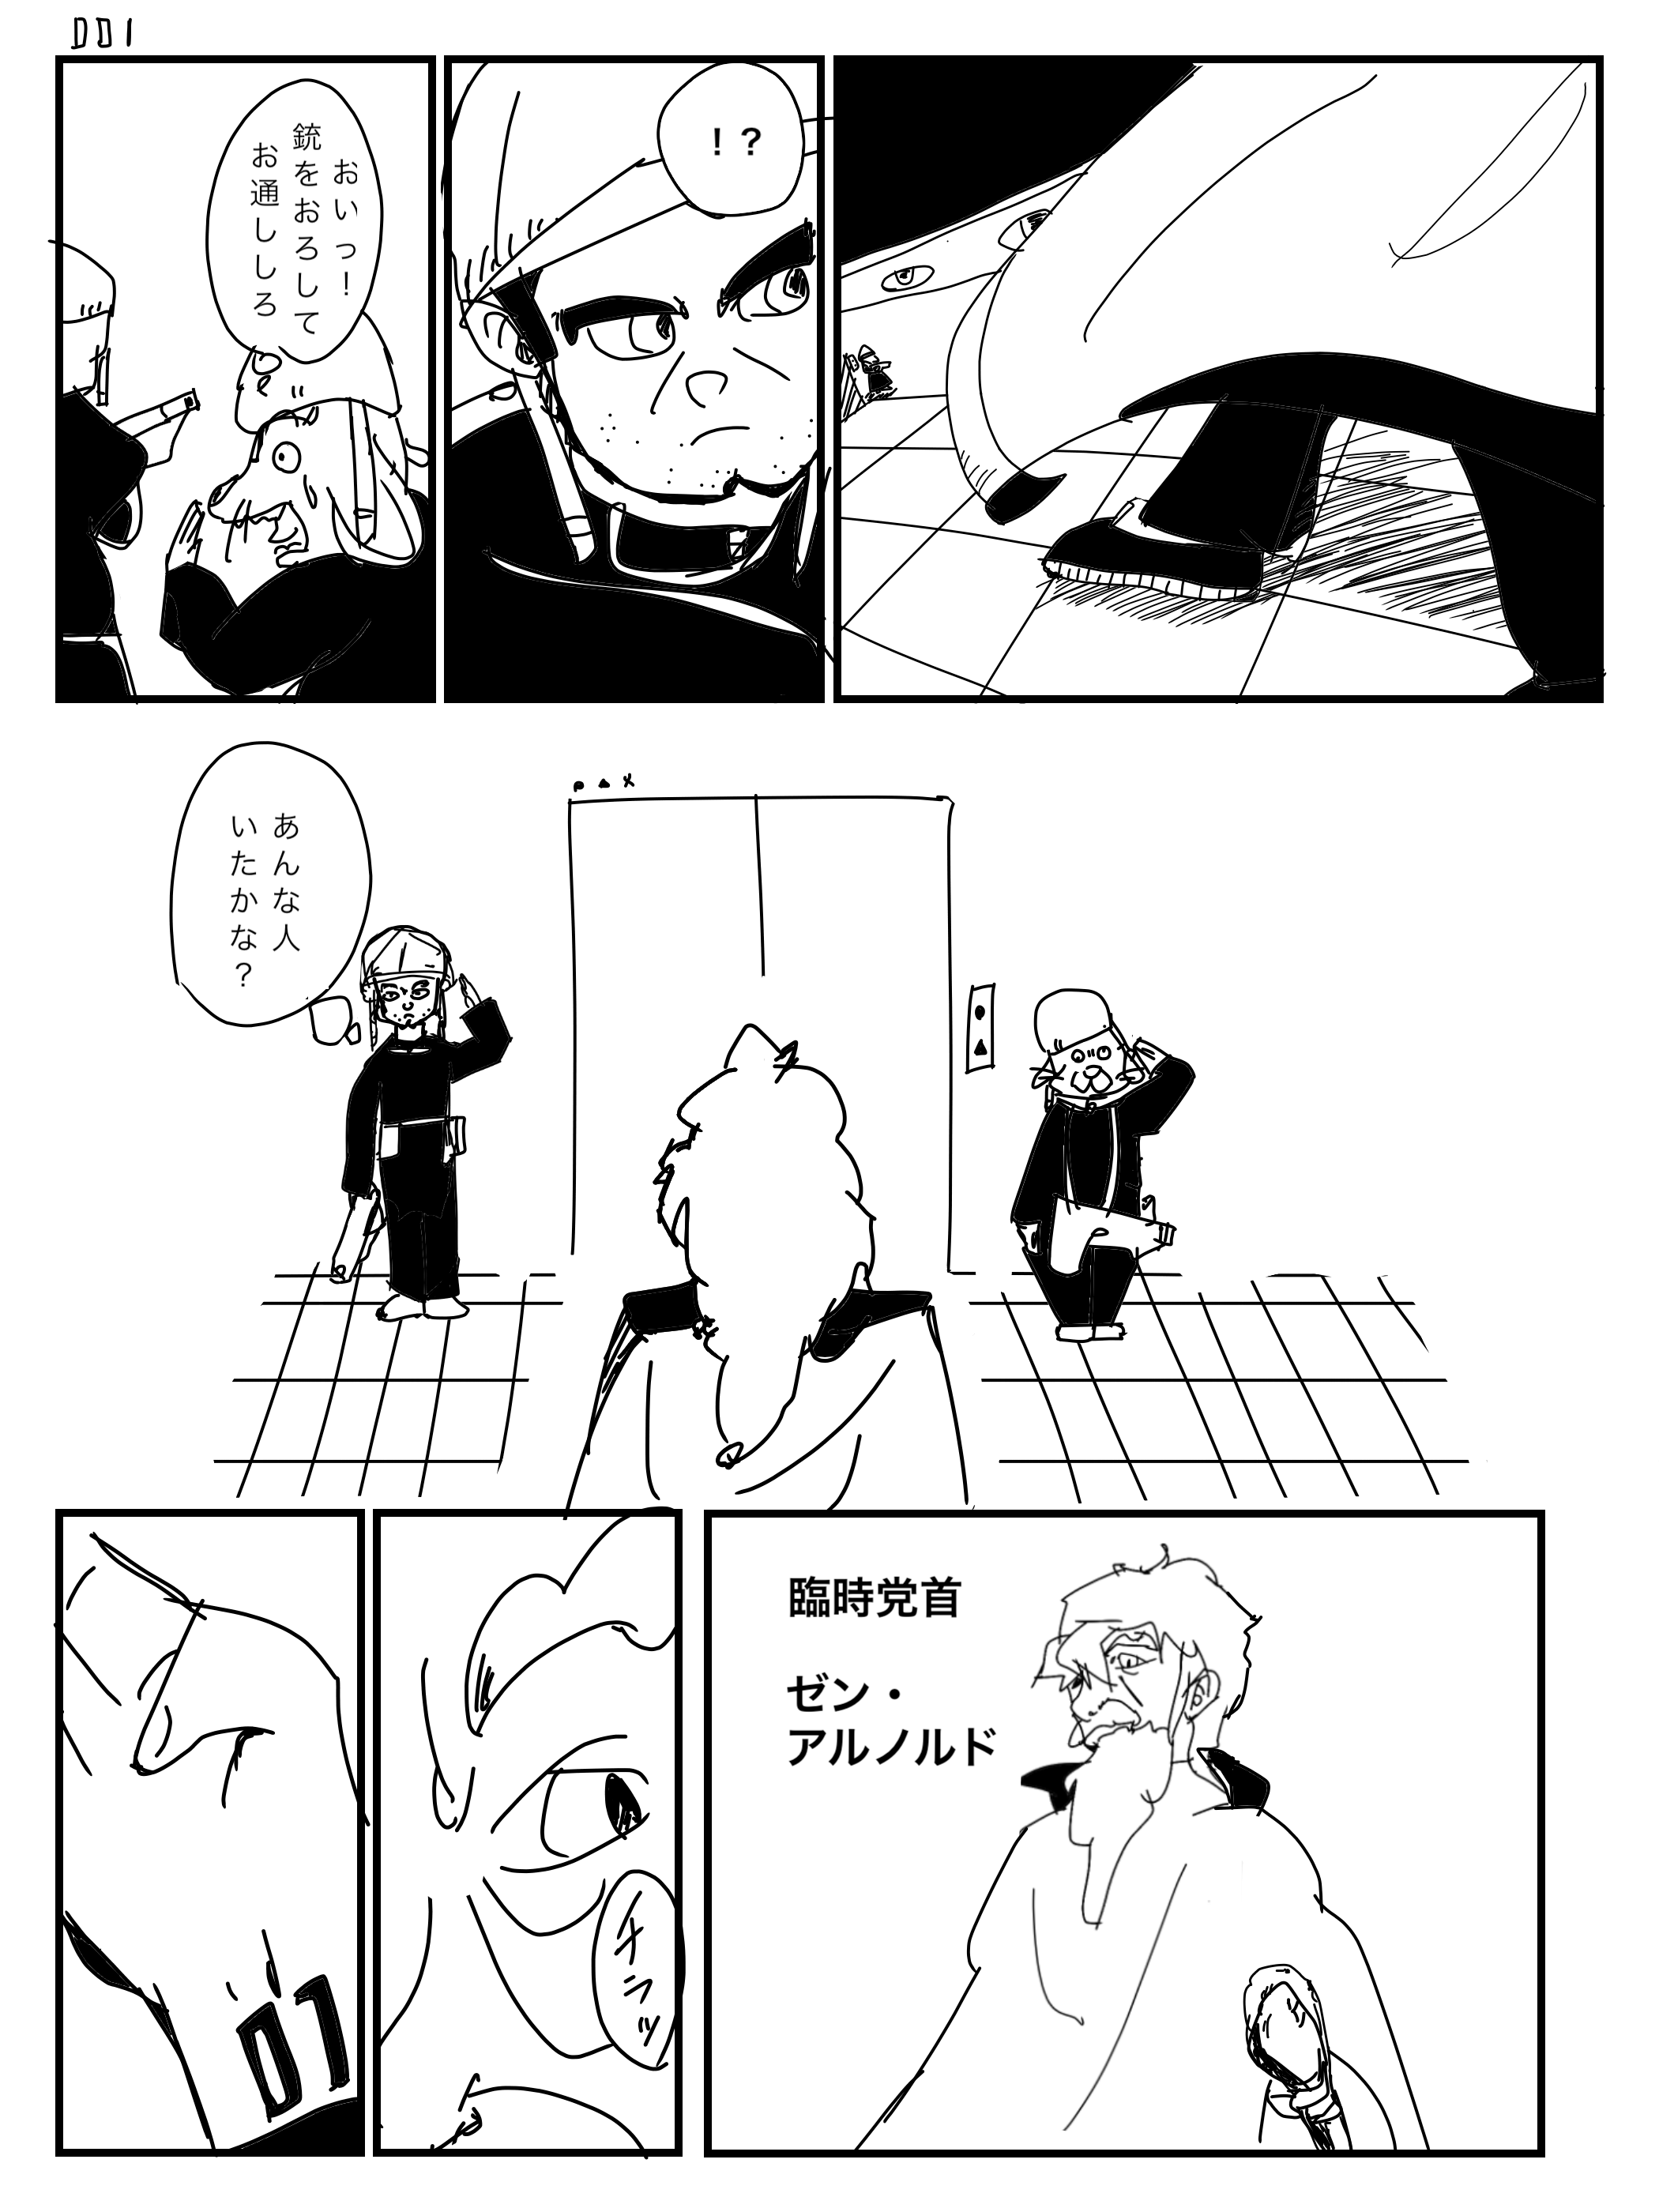 001
！？
おいっ！
銃をおろして
お通ししろ
あんな人
いたかな？
臨時党首
ゼン・
アルノルド
チラッ
01